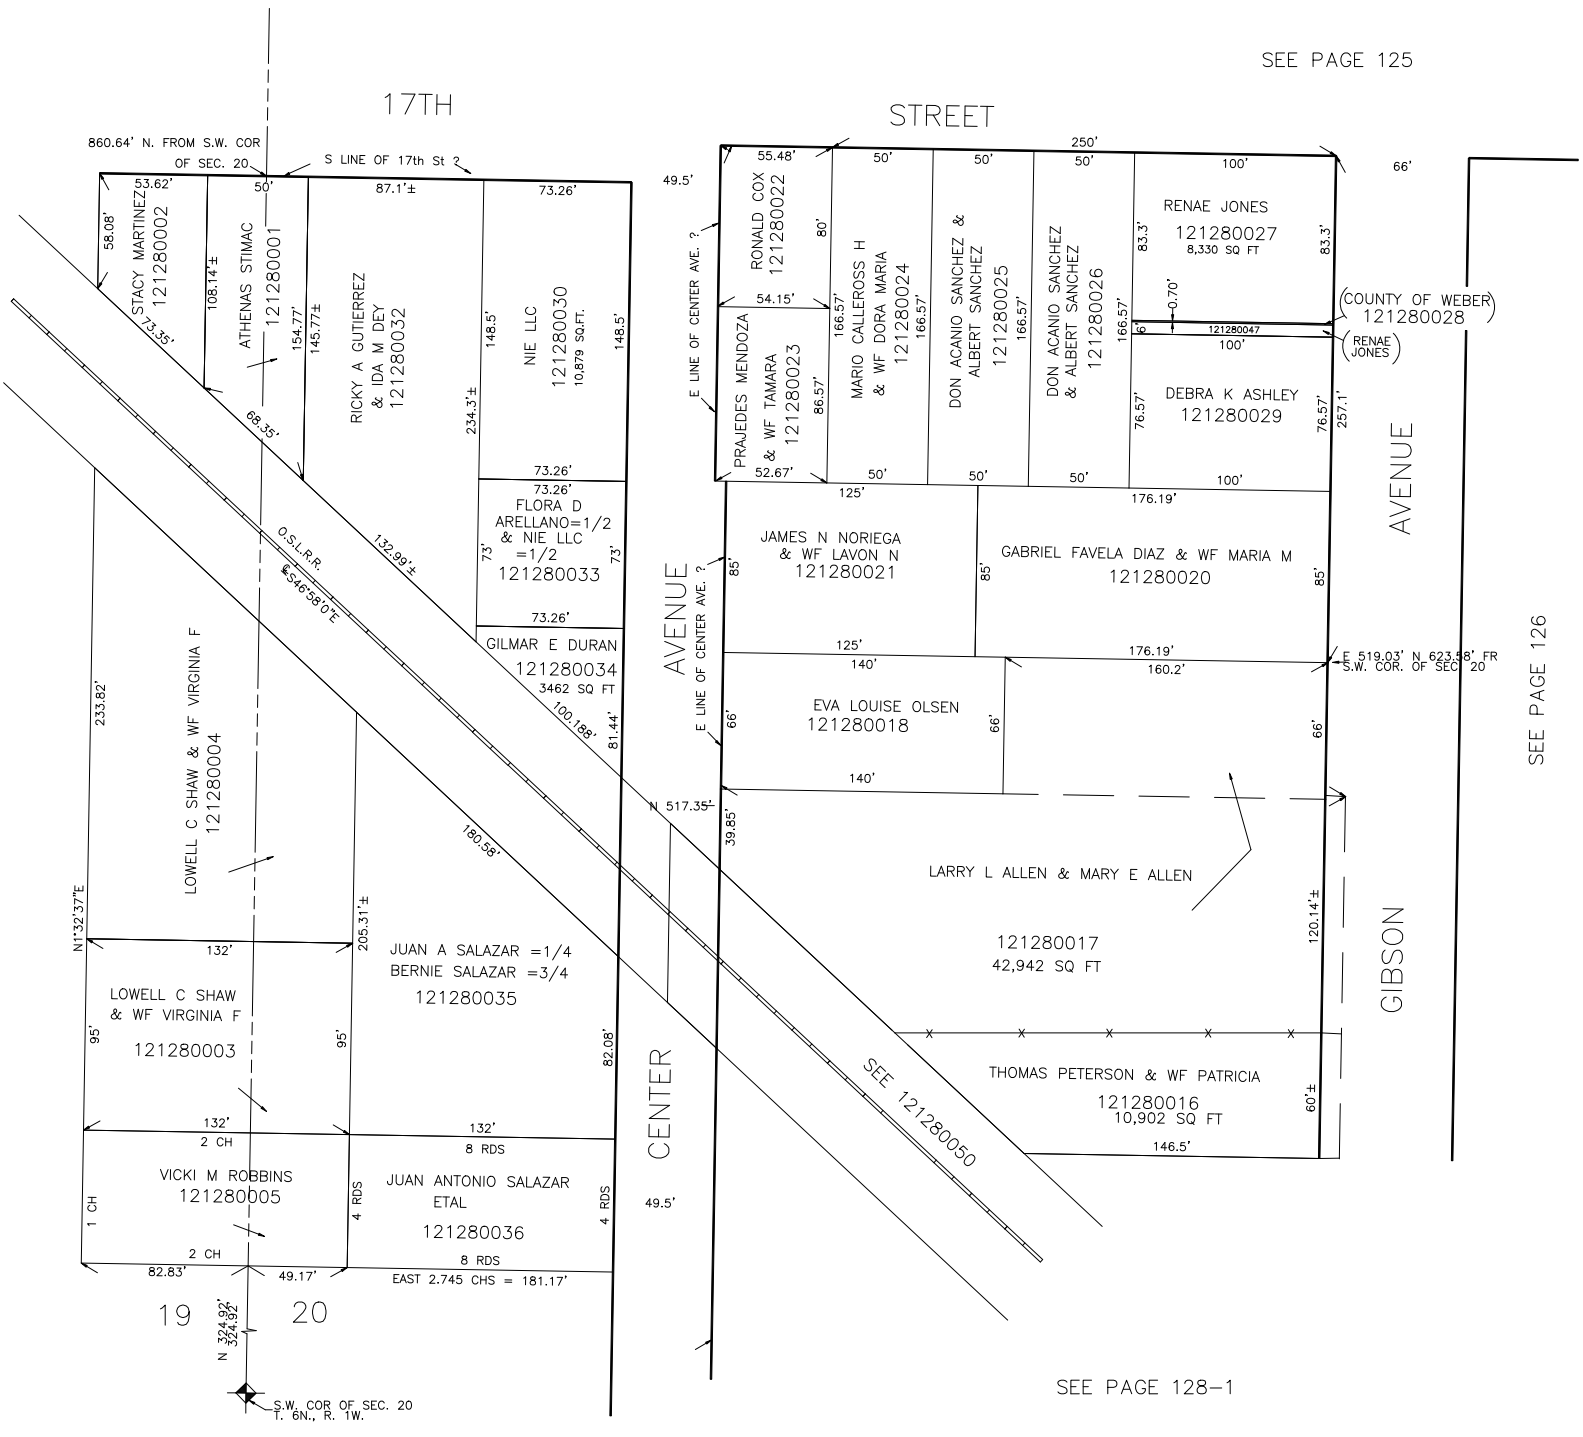 SEE PAGE 125
17TH
STREET
860.64' N. FROM S.W. COR
OF SEC. 20
S LINE OF 17th St ?
53.62'
50'
87.1'±
73.26'
49.5'
55.48'
250'
50'
50'
50'
100'
66'
58.08'
STACY MARTINEZ
121280002
73.35'
108.14'±
ATHENAS STIMAC
121280001
154.77'
145.77±
68.35'
RICKY A GUTIERREZ
& IDA M DEY
121280032
234.3'±
132.99'±
148.5'
NIE LLC
121280030
10,879 SQ.FT.
148.5'
73.26'
E LINE OF CENTER AVE. ?
RONALD COX
121280022
80'
54.15'
PRAJEDES MENDOZA
& WF TAMARA
121280023
86.57'
52.67'
166.57'
MARIO CALLEROSS H
& WF DORA MARIA
121280024
166.57'
50'
DON ACANIO SANCHEZ &
ALBERT SANCHEZ
121280025
166.57'
50'
DON ACANIO SANCHEZ
& ALBERT SANCHEZ
121280026
166.57'
50'
83.3'
RENAE JONES
121280027
8,330 SQ FT
83.3'
0.70'
(COUNTY OF WEBER)
121280028
6'
121280047
(RENAE
JONES)
100'
DEBRA K ASHLEY
121280029
76.57'
76.57'
257.1'
100'
AVENUE
73.26'
FLORA D
ARELLANO=1/2
& NIE LLC
=1/2
121280033
73'
73'
73.26'
GILMAR E DURAN
121280034
3462 SQ FT
100.188'
81.44'
O.S.L.R.R.
℄S46°58'0"E
AVENUE
E LINE OF CENTER AVE. ?
125'
JAMES N NORIEGA
& WF LAVON N
121280021
85'
85'
125'
176.19'
GABRIEL FAVELA DIAZ & WF MARIA M
121280020
85'
176.19'
E 519.03' N 623.58' FR
S.W. COR. OF SEC 20
SEE PAGE 126
140'
EVA LOUISE OLSEN
121280018
66'
66'
140'
160.2'
66'
N 517.35'
39.85'
LARRY L ALLEN & MARY E ALLEN
121280017
42,942 SQ FT
120.14'±
GIBSON
233.82'
LOWELL C SHAW & WF VIRGINIA F
121280004
N1°32'37"E
132'
180.58'
205.31'±
JUAN A SALAZAR =1/4
BERNIE SALAZAR =3/4
121280035
82.08'
LOWELL C SHAW
& WF VIRGINIA F
121280003
95'
95'
132'
132'
SEE 121280050
THOMAS PETERSON & WF PATRICIA
121280016
10,902 SQ FT
60'±
146.5'
CENTER
49.5'
2 CH
VICKI M ROBBINS
121280005
1 CH
4 RDS
2 CH
82.83'
49.17'
8 RDS
JUAN ANTONIO SALAZAR
ETAL
121280036
4 RDS
8 RDS
EAST 2.745 CHS = 181.17'
19
20
N 324.92'
324.92'
S.W. COR OF SEC. 20
T. 6N., R. 1W.
SEE PAGE 128-1